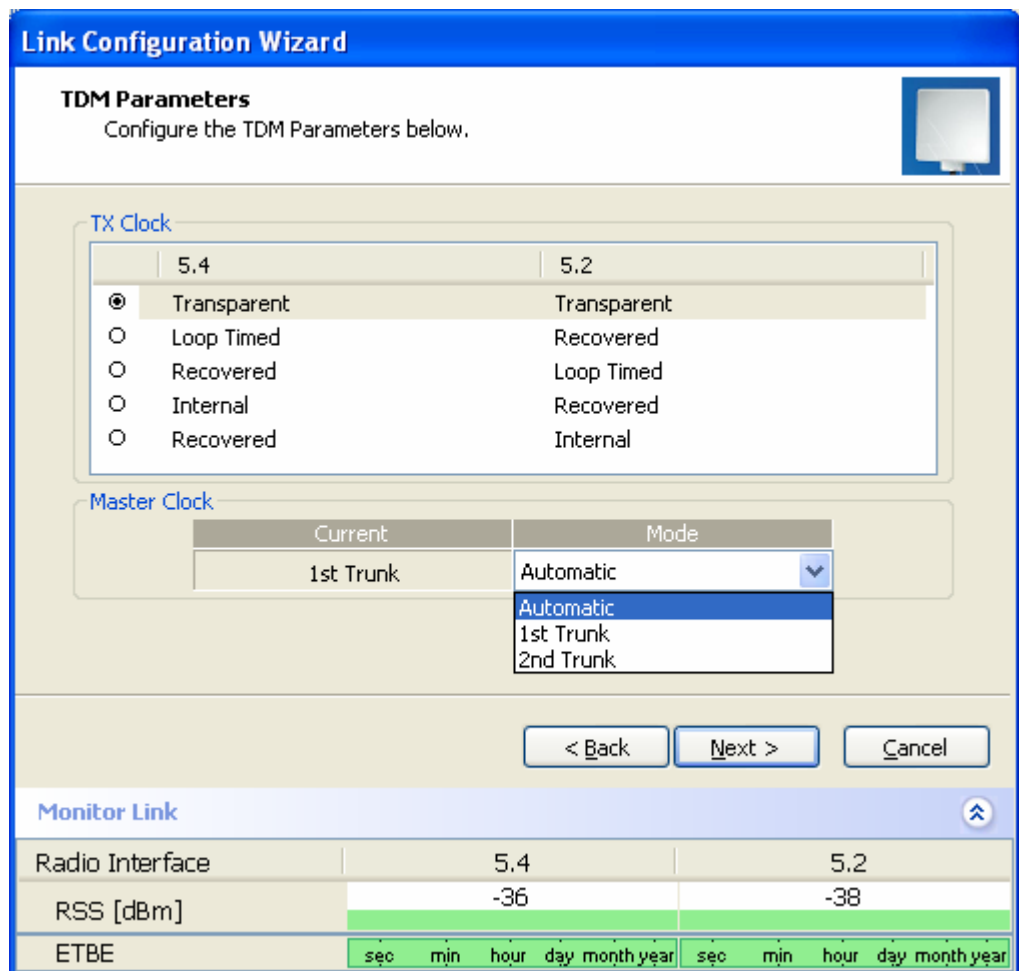 Link Configuration Wizard
TDM Parameters
Configure the TDM Parameters below.
TX Clock
5.4 5.2
Transparent Transparent
Loop Timed Recovered
Recovered Loop Timed
Internal Recovered
Recovered Internal
Master Clock
Current Mode
1st Trunk Automatic
Automatic
1st Trunk
2nd Trunk
< Back Next > Cancel
Monitor Link
Radio Interface 5.4 5.2
RSS [dBm] -36 -38
ETBE sec min hour day month year sec min hour day month year